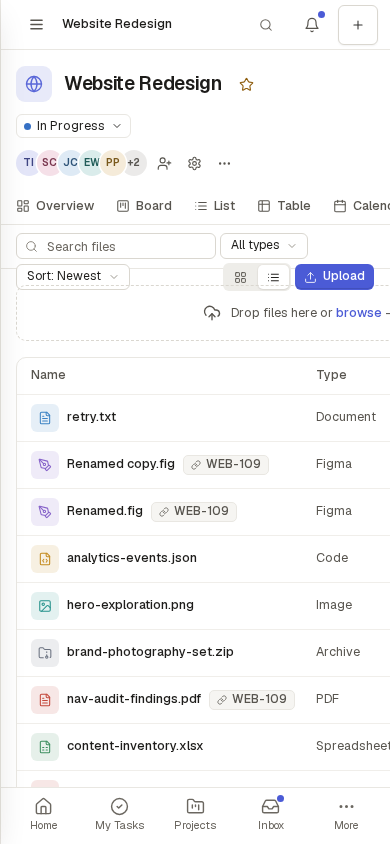 Website Redesign
Website Redesign
In Progress
TI SC JC EW PP +2
Overview Board List Table Calen
Search files All types
Sort: Newest Upload
Drop files here or browse –
Name Type
retry.txt Document
Renamed copy.fig WEB-109 Figma
Renamed.fig WEB-109 Figma
analytics-events.json Code
hero-exploration.png Image
brand-photography-set.zip Archive
nav-audit-findings.pdf WEB-109 PDF
content-inventory.xlsx Spreadsheet
Home My Tasks Projects Inbox More